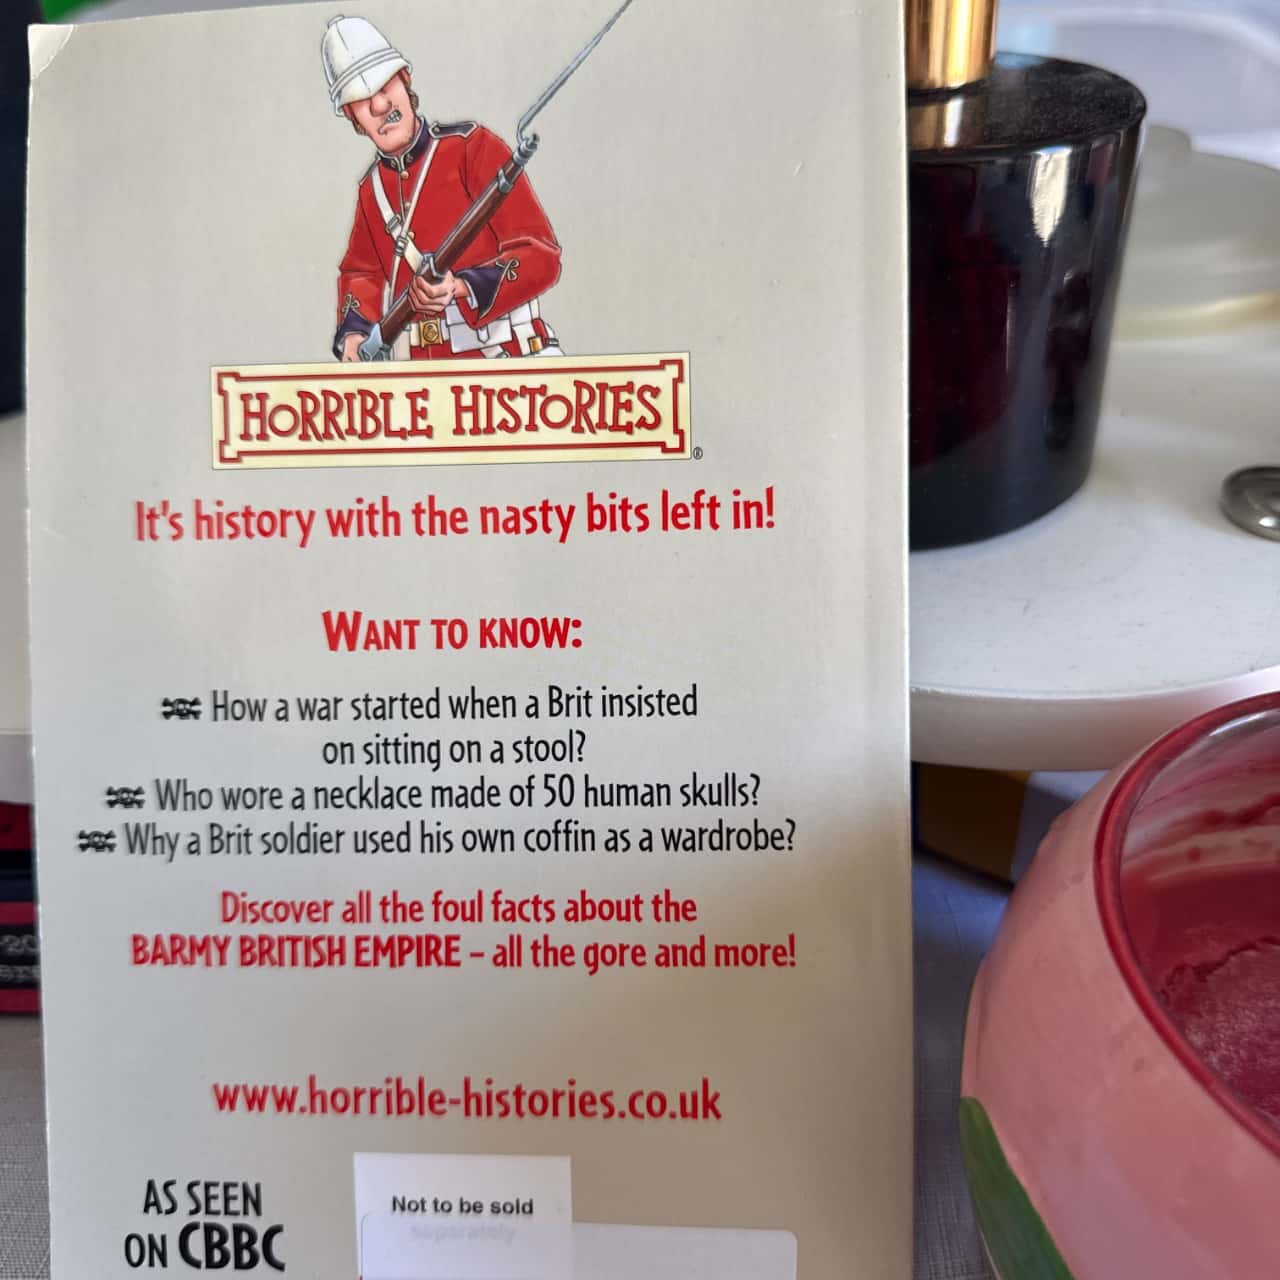 HORRIBLE HISTORIES®
It's history with the nasty bits left in!
WANT TO KNOW:
How a war started when a Brit insisted
on sitting on a stool?
Who wore a necklace made of 50 human skulls?
Why a Brit soldier used his own coffin as a wardrobe?
Discover all the foul facts about the
BARMY BRITISH EMPIRE – all the gore and more!
www.horrible-histories.co.uk
AS SEEN
ON CBBC
Not to be sold
separately